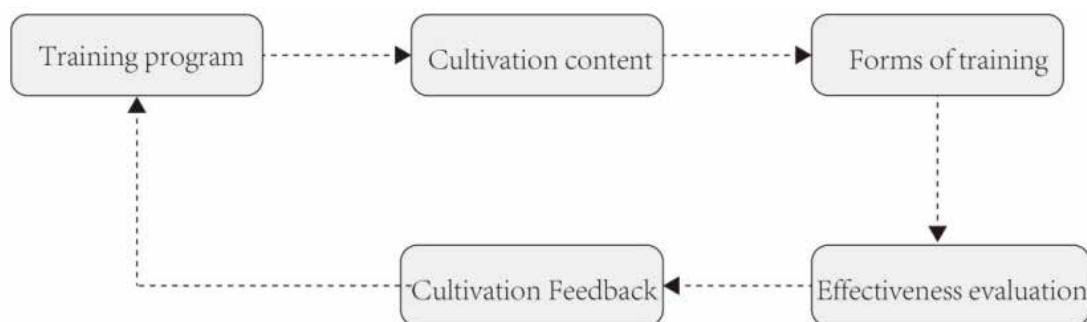 Training program
Cultivation content
Forms of training
Cultivation Feedback
Effectiveness evaluation